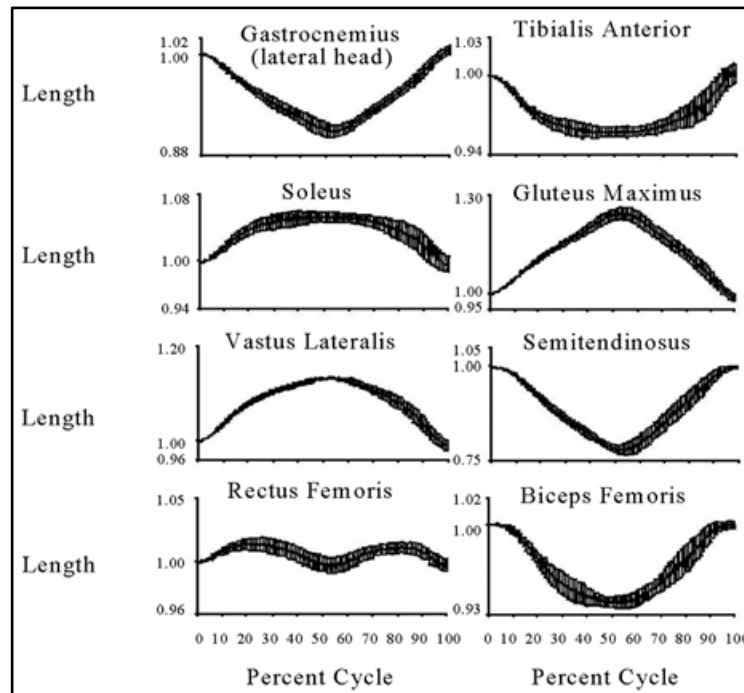 Gastrocnemius
(lateral head)
Length
1.02
1.00
0.88
Tibialis Anterior
1.03
1.00
0.94
Soleus
Length
1.08
1.00
0.94
Gluteus Maximus
1.30
1.00
0.95
Vastus Lateralis
Length
1.20
1.00
0.96
Semitendinosus
1.05
1.00
0.75
Rectus Femoris
Length
1.05
1.00
0.96
0 10 20 30 40 50 60 70 80 90 100
Percent Cycle
Biceps Femoris
1.02
1.00
0.93
0 10 20 30 40 50 60 70 80 90 100
Percent Cycle